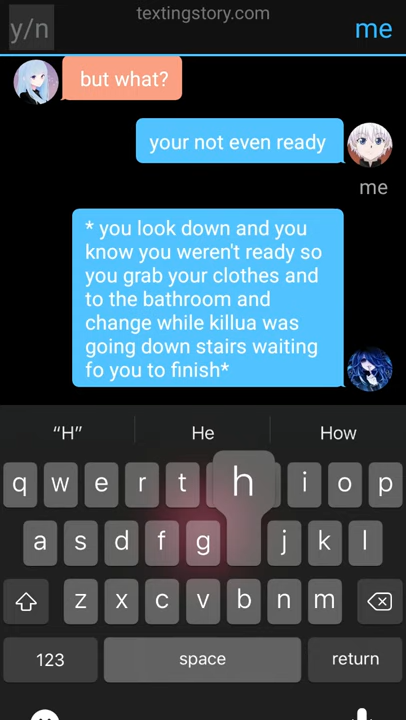 textingstory.com
y/n
me
but what?
your not even ready
me
* you look down and you
know you weren't ready so
you grab your clothes and
to the bathroom and
change while killua was
going down stairs waiting
fo you to finish*
“H” He How
q w e r t h i o p
a s d f g j k l
z x c v b n m
123 space return